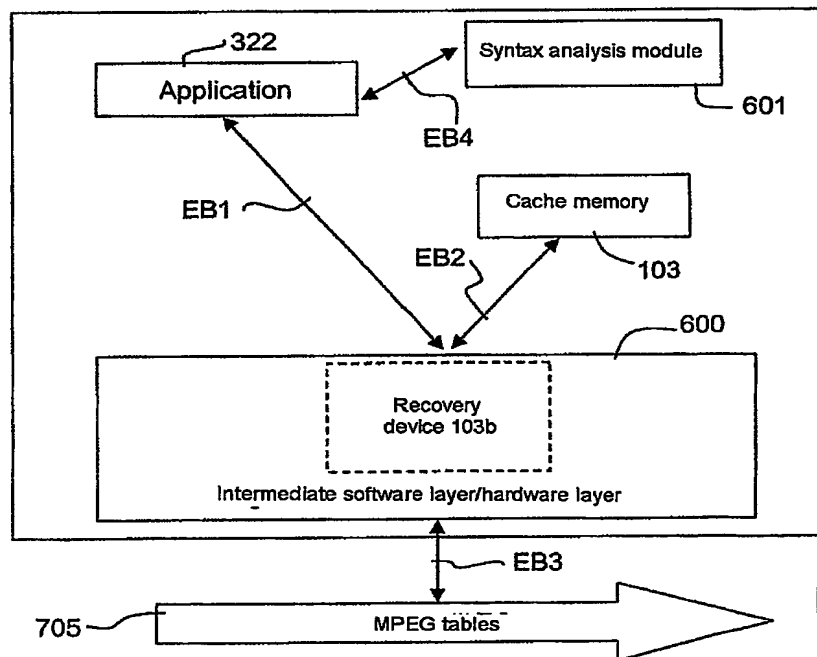 322
Application
Syntax analysis module
601
EB4
EB1
Cache memory
EB2
103
600
Recovery
device 103b
Intermediate software layer/hardware layer
EB3
705
MPEG tables